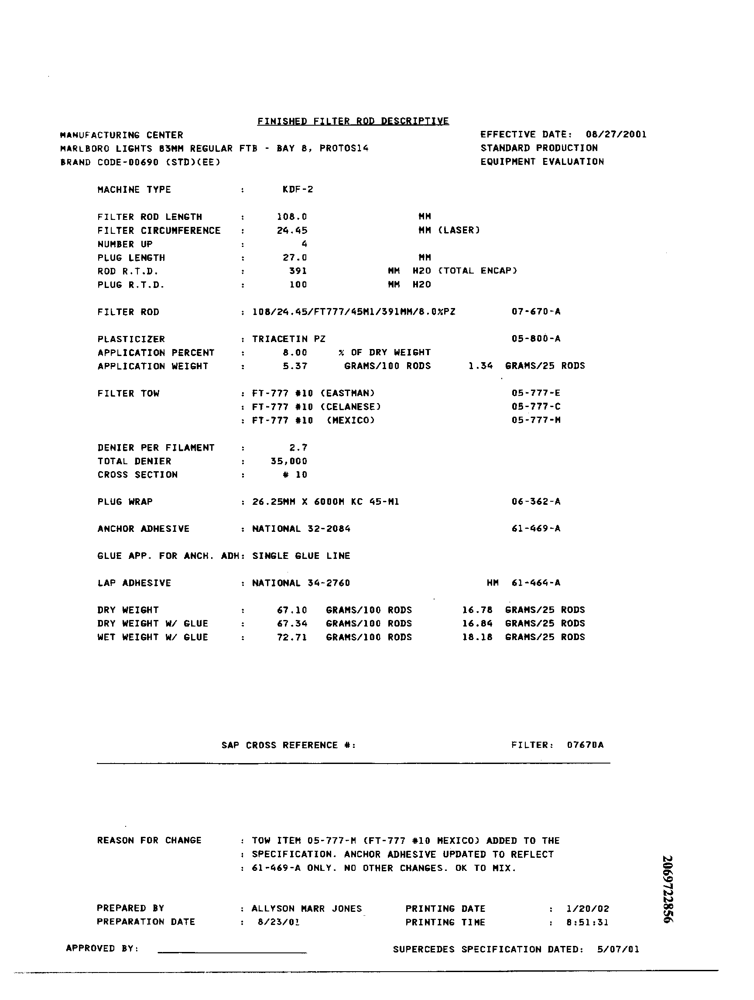 FINISHED FILTER ROD DESCRIPTIVE
MANUFACTURING CENTER EFFECTIVE DATE: 08/27/2001
MARLBORO LIGHTS 83MM REGULAR FTB - BAY 8, PROTOS14 STANDARD PRODUCTION
BRAND CODE-00690 (STD)(EE) EQUIPMENT EVALUATION
MACHINE TYPE : KDF-2
FILTER ROD LENGTH : 108.0 MM
FILTER CIRCUMFERENCE : 24.45 MM (LASER)
NUMBER UP : 4
PLUG LENGTH : 27.0 MM
ROD R.T.D. : 391 MM H2O (TOTAL ENCAP)
PLUG R.T.D. : 100 MM H2O
FILTER ROD : 108/24.45/FT777/45M1/391MM/8.0%PZ 07-670-A
PLASTICIZER : TRIACETIN PZ 05-800-A
APPLICATION PERCENT : 8.00 % OF DRY WEIGHT
APPLICATION WEIGHT : 5.37 GRAMS/100 RODS 1.34 GRAMS/25 RODS
FILTER TOW : FT-777 #10 (EASTMAN) 05-777-E
: FT-777 #10 (CELANESE) 05-777-C
: FT-777 #10 (MEXICO) 05-777-M
DENIER PER FILAMENT : 2.7
TOTAL DENIER : 35,000
CROSS SECTION : # 10
PLUG WRAP : 26.25MM X 6000M KC 45-M1 06-362-A
ANCHOR ADHESIVE : NATIONAL 32-2084 61-469-A
GLUE APP. FOR ANCH. ADH: SINGLE GLUE LINE
LAP ADHESIVE : NATIONAL 34-2760 HM 61-464-A
DRY WEIGHT : 67.10 GRAMS/100 RODS 16.78 GRAMS/25 RODS
DRY WEIGHT W/ GLUE : 67.34 GRAMS/100 RODS 16.84 GRAMS/25 RODS
WET WEIGHT W/ GLUE : 72.71 GRAMS/100 RODS 18.18 GRAMS/25 RODS
SAP CROSS REFERENCE #: FILTER: 07670A
REASON FOR CHANGE : TOW ITEM 05-777-M (FT-777 #10 MEXICO) ADDED TO THE
: SPECIFICATION. ANCHOR ADHESIVE UPDATED TO REFLECT
: 61-469-A ONLY. NO OTHER CHANGES. OK TO MIX.
PREPARED BY : ALLYSON MARR JONES PRINTING DATE : 1/20/02
PREPARATION DATE : 8/23/01 PRINTING TIME : 8:51:31
APPROVED BY: SUPERCEDES SPECIFICATION DATED: 5/07/01
2069722856